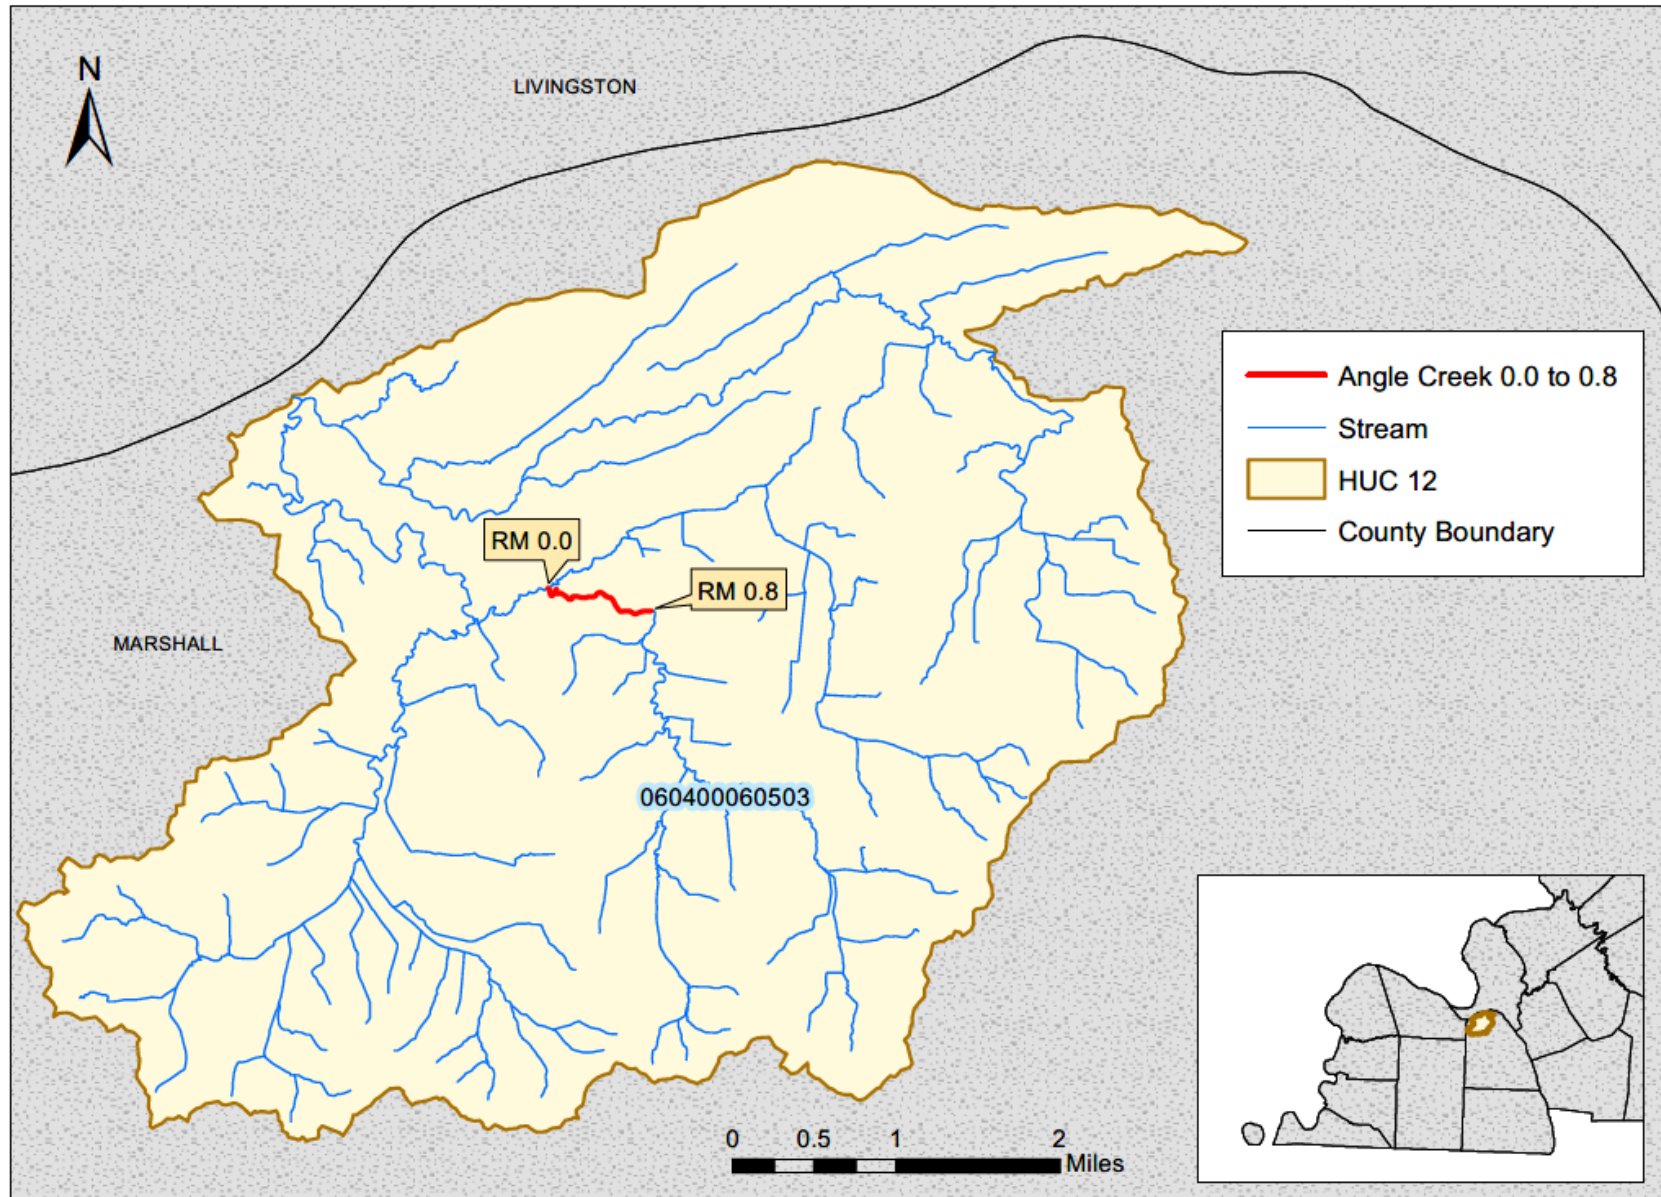 N
LIVINGSTON
Angle Creek 0.0 to 0.8
Stream
HUC 12
County Boundary
RM 0.0
RM 0.8
MARSHALL
060400060503
0 0.5 1 2
Miles